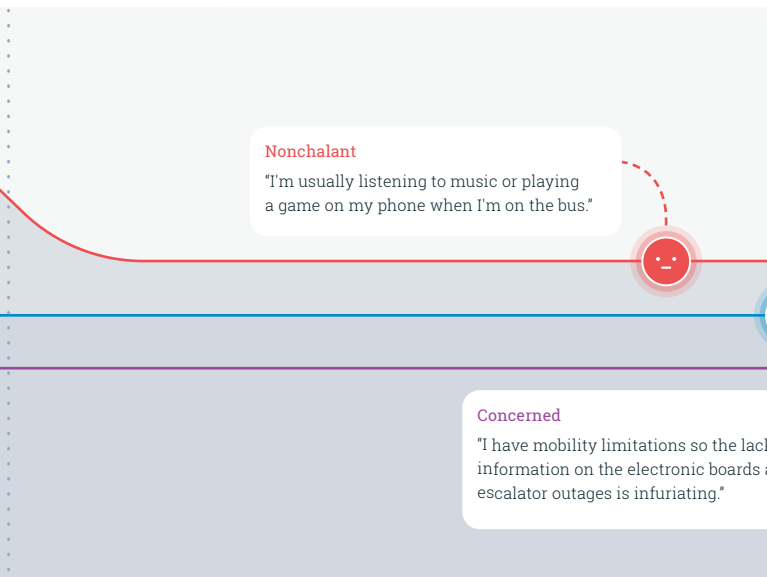 Nonchalant
“I'm usually listening to music or playing
a game on my phone when I'm on the bus.”
Concerned
“I have mobility limitations so the
information on the electronic boards
escalator outages is infuriating.”